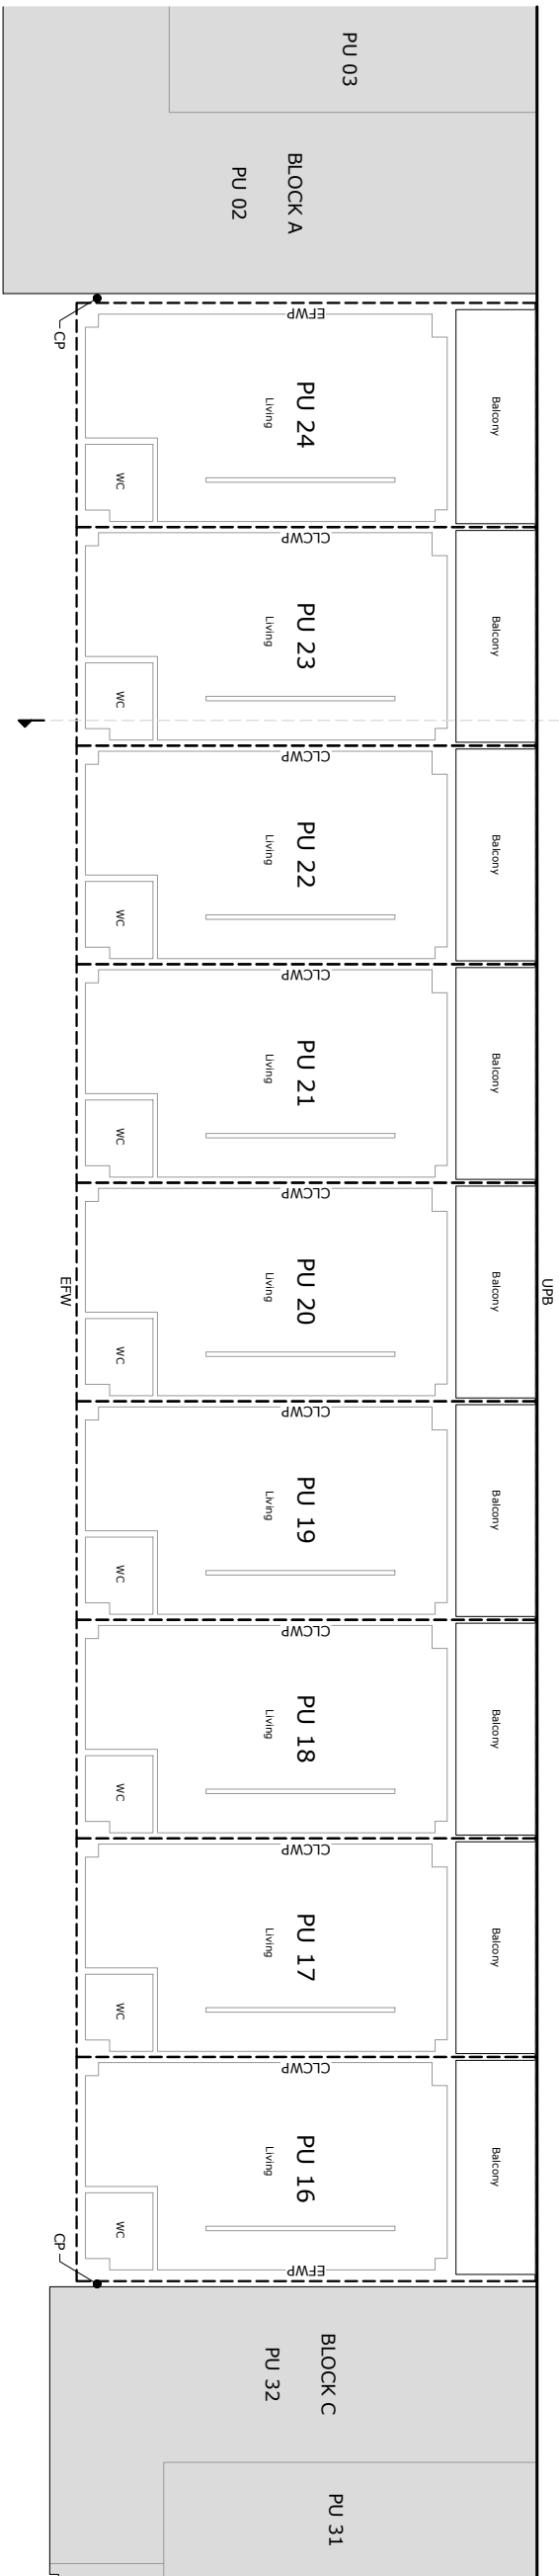 PU 03
BLOCK A
PU 02
CP
EFWP
PU 24
Living
Balcony
WC
CLCWP
PU 23
Living
Balcony
WC
CLCWP
PU 22
Living
Balcony
WC
CLCWP
PU 21
Living
Balcony
WC
CLCWP
PU 20
Living
Balcony
WC
UPB
EFW
CLCWP
PU 19
Living
Balcony
WC
CLCWP
PU 18
Living
Balcony
WC
CLCWP
PU 17
Living
Balcony
WC
CLCWP
PU 16
Living
Balcony
WC
EFWP
CP
BLOCK C
PU 32
PU 31